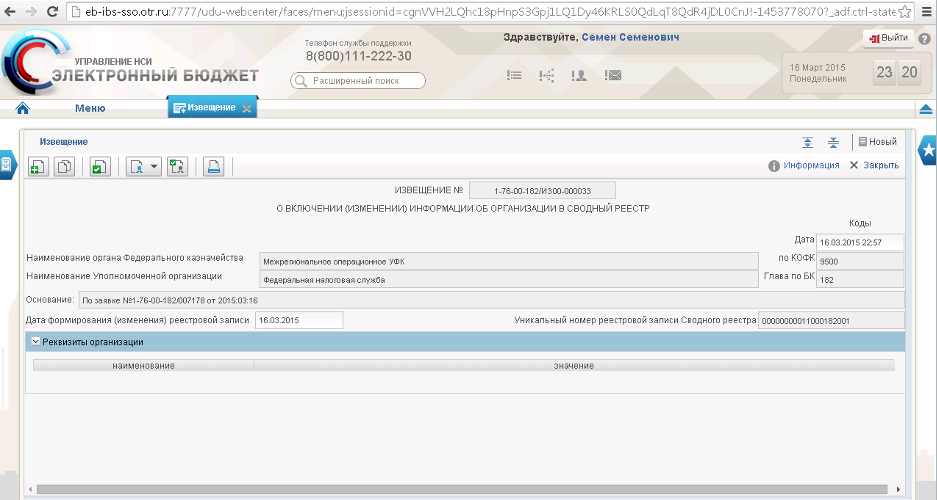 eb-ibs-sso.otr.ru:7777/udu-webcenter/faces/menu;jsessionid=cgnVVH2LQhc18pHnpS3Gpj1LQ1Dy46KRLS0QdLqT8QdR4jDL0CnJ!-1453778070?_adf.ctrl-state
УПРАВЛЕНИЕ НСИ
ЭЛЕКТРОННЫЙ БЮДЖЕТ
Телефон службы поддержки
8(800)111-222-30
Расширенный поиск
Здравствуйте, Семен Семенович
Выйти
16 Март 2015
Понедельник
23 20
Меню
Извещение
Извещение
Новый
Информация
Закрыть
ИЗВЕЩЕНИЕ № 1-76-00-182/ИЗ00-000033
О ВКЛЮЧЕНИИ (ИЗМЕНЕНИИ) ИНФОРМАЦИИ ОБ ОРГАНИЗАЦИИ В СВОДНЫЙ РЕЕСТР
Коды
Дата 16.03.2015 22:57
Наименование органа Федерального казначейства Межрегиональное операционное УФК по КОФК 9500
Наименование Уполномоченной организации Федеральная налоговая служба Глава по БК 182
Основание: По заявке №1-76-00-182/007178 от 2015:03:16
Дата формирования (изменения) реестровой записи 16.03.2015 Уникальный номер реестровой записи Сводного реестра 00000000011000182001
Реквизиты организации
наименование значение